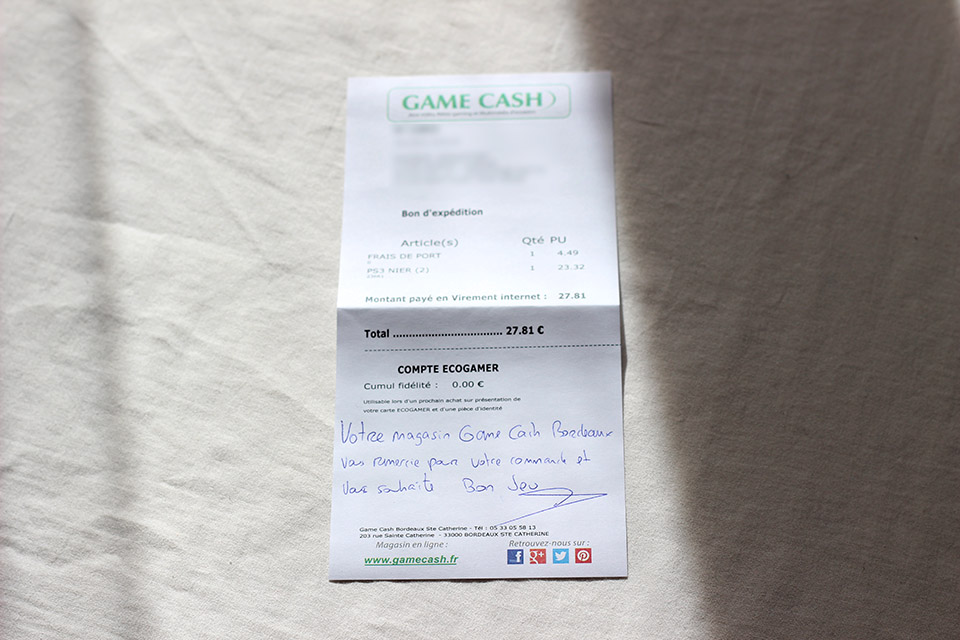 GAME CASH
Bon d'expédition
Article(s) Qté PU
FRAIS DE PORT 1 4.49
PS3 NIER (2) 1 23.32
Montant payé en Virement internet : 27.81
Total .................................. 27.81 €
COMPTE ECOGAMER
Cumul fidélité : 0.00 €
Utilisable lors d'un prochain achat sur présentation de
votre carte ECOGAMER et d'une pièce d'identité
Votre magasin Game Cash Bordeaux
vous remercie pour votre commande et
vous souhaite Bon Jeu
Game Cash Bordeaux Ste Catherine - Tél : 05 33 05 58 13
203 rue Sainte Catherine - 33000 BORDEAUX STE CATHERINE
Magasin en ligne : Retrouvez-nous sur :
www.gamecash.fr